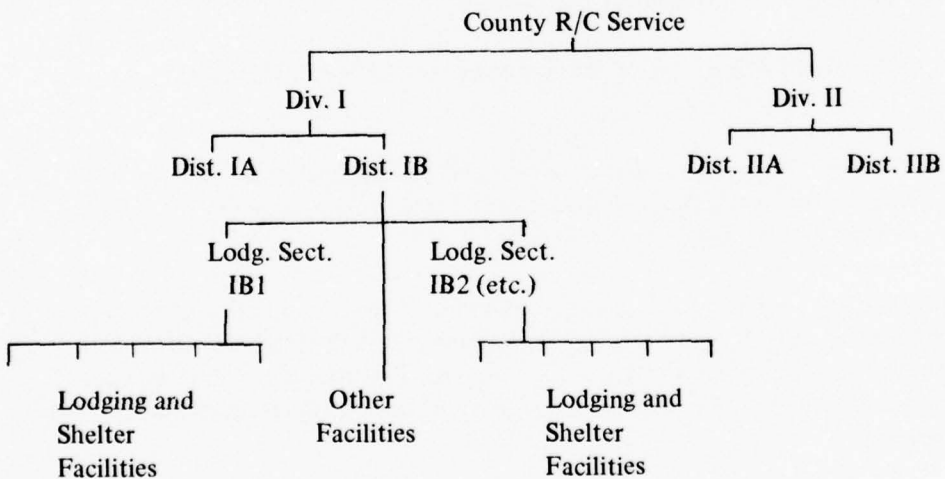 County R/C Service
Div. I
Div. II
Dist. IA
Dist. IB
Dist. IIA
Dist. IIB
Lodg. Sect.
IB1
Lodg. Sect.
IB2 (etc.)
Lodging and
Shelter
Facilities
Other
Facilities
Lodging and
Shelter
Facilities